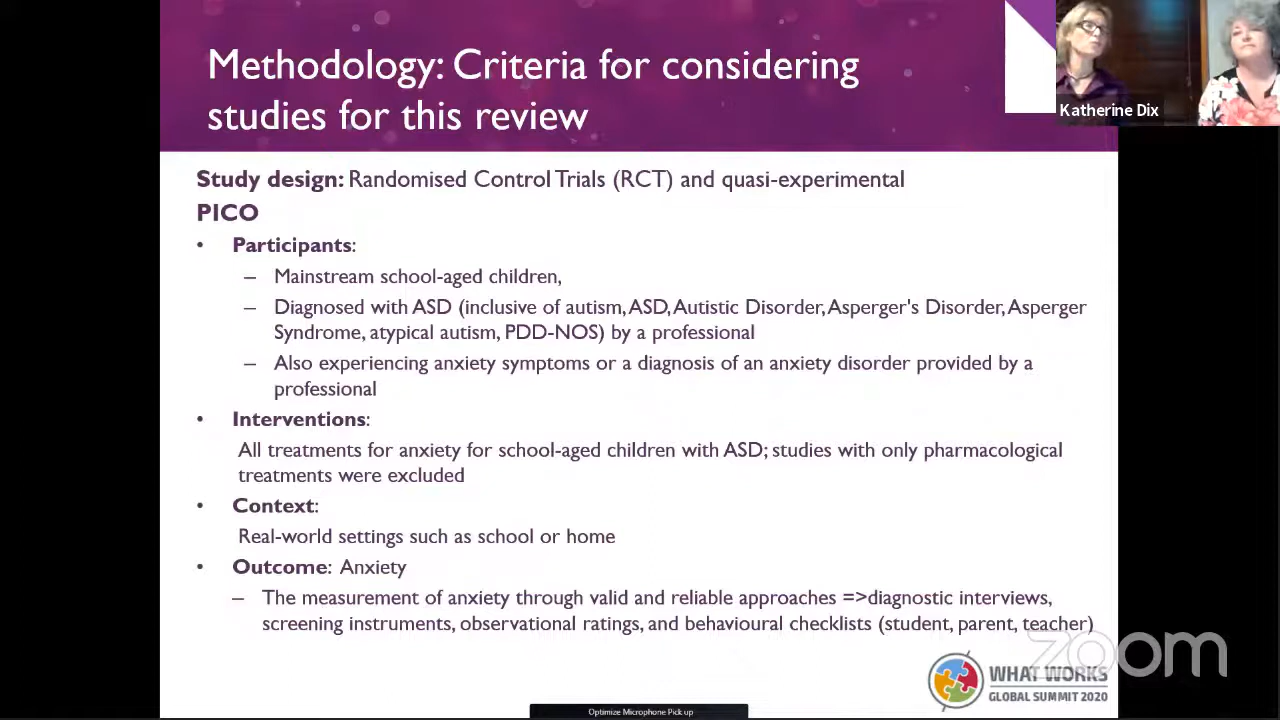 Methodology: Criteria for considering
studies for this review
Katherine Dix
Study design: Randomised Control Trials (RCT) and quasi-experimental
PICO
• Participants:
– Mainstream school-aged children,
– Diagnosed with ASD (inclusive of autism, ASD, Autistic Disorder, Asperger's Disorder, Asperger
Syndrome, atypical autism, PDD-NOS) by a professional
– Also experiencing anxiety symptoms or a diagnosis of an anxiety disorder provided by a
professional
• Interventions:
All treatments for anxiety for school-aged children with ASD; studies with only pharmacological
treatments were excluded
• Context:
Real-world settings such as school or home
• Outcome: Anxiety
– The measurement of anxiety through valid and reliable approaches =>diagnostic interviews,
screening instruments, observational ratings, and behavioural checklists (student, parent, teacher)
zoom
WHAT WORKS
GLOBAL SUMMIT 2020
Optimize Microphone Pick up